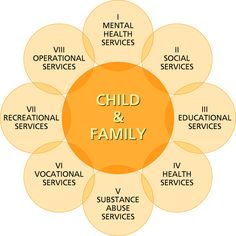 I
MENTAL
HEALTH
SERVICES
II
SOCIAL
SERVICES
III
EDUCATIONAL
SERVICES
IV
HEALTH
SERVICES
V
SUBSTANCE
ABUSE
SERVICES
VI
VOCATIONAL
SERVICES
VII
RECREATIONAL
SERVICES
VIII
OPERATIONAL
SERVICES
CHILD
&
FAMILY